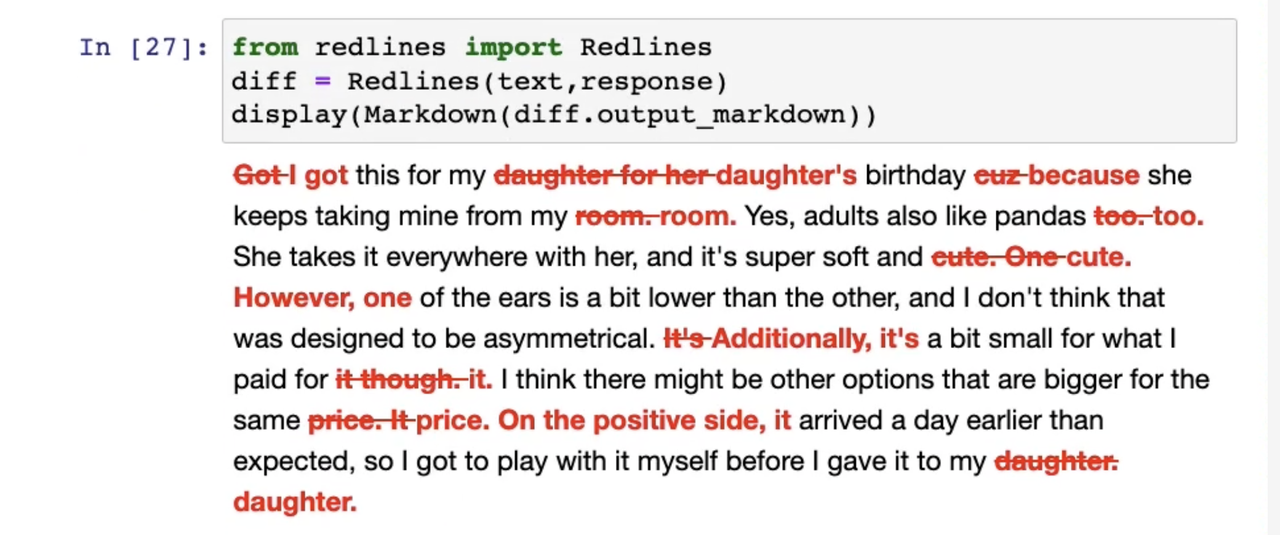 In [27]: from redlines import Redlines
diff = Redlines(text,response)
display(Markdown(diff.output_markdown))
Got I got this for my daughter for her daughter's birthday cuz because she
keeps taking mine from my room. room. Yes, adults also like pandas too. too.
She takes it everywhere with her, and it's super soft and cute. One cute.
However, one of the ears is a bit lower than the other, and I don't think that
was designed to be asymmetrical. It's Additionally, it's a bit small for what I
paid for it though. it. I think there might be other options that are bigger for the
same price. It price. On the positive side, it arrived a day earlier than
expected, so I got to play with it myself before I gave it to my daughter.
daughter.